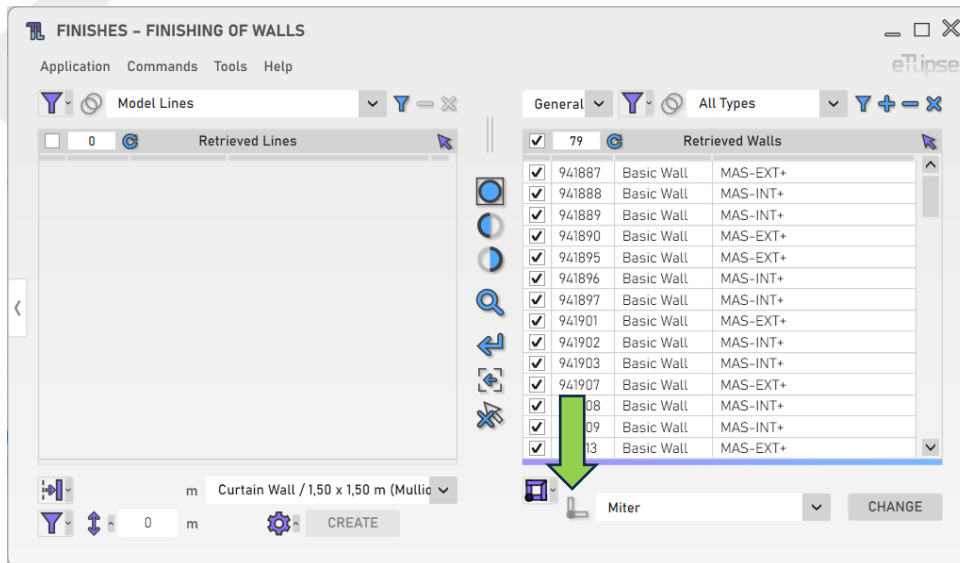 FINISHES – FINISHING OF WALLS
Application Commands Tools Help
eTLipse
Model Lines
General
All Types
0
Retrieved Lines
79
Retrieved Walls
941887 Basic Wall MAS-EXT+
941888 Basic Wall MAS-INT+
941889 Basic Wall MAS-INT+
941890 Basic Wall MAS-EXT+
941895 Basic Wall MAS-EXT+
941896 Basic Wall MAS-INT+
941897 Basic Wall MAS-INT+
941901 Basic Wall MAS-EXT+
941902 Basic Wall MAS-INT+
941903 Basic Wall MAS-INT+
941907 Basic Wall MAS-EXT+
08 Basic Wall MAS-INT+
09 Basic Wall MAS-INT+
13 Basic Wall MAS-EXT+
m Curtain Wall / 1,50 x 1,50 m (Mullio
Miter
CHANGE
0 m
CREATE